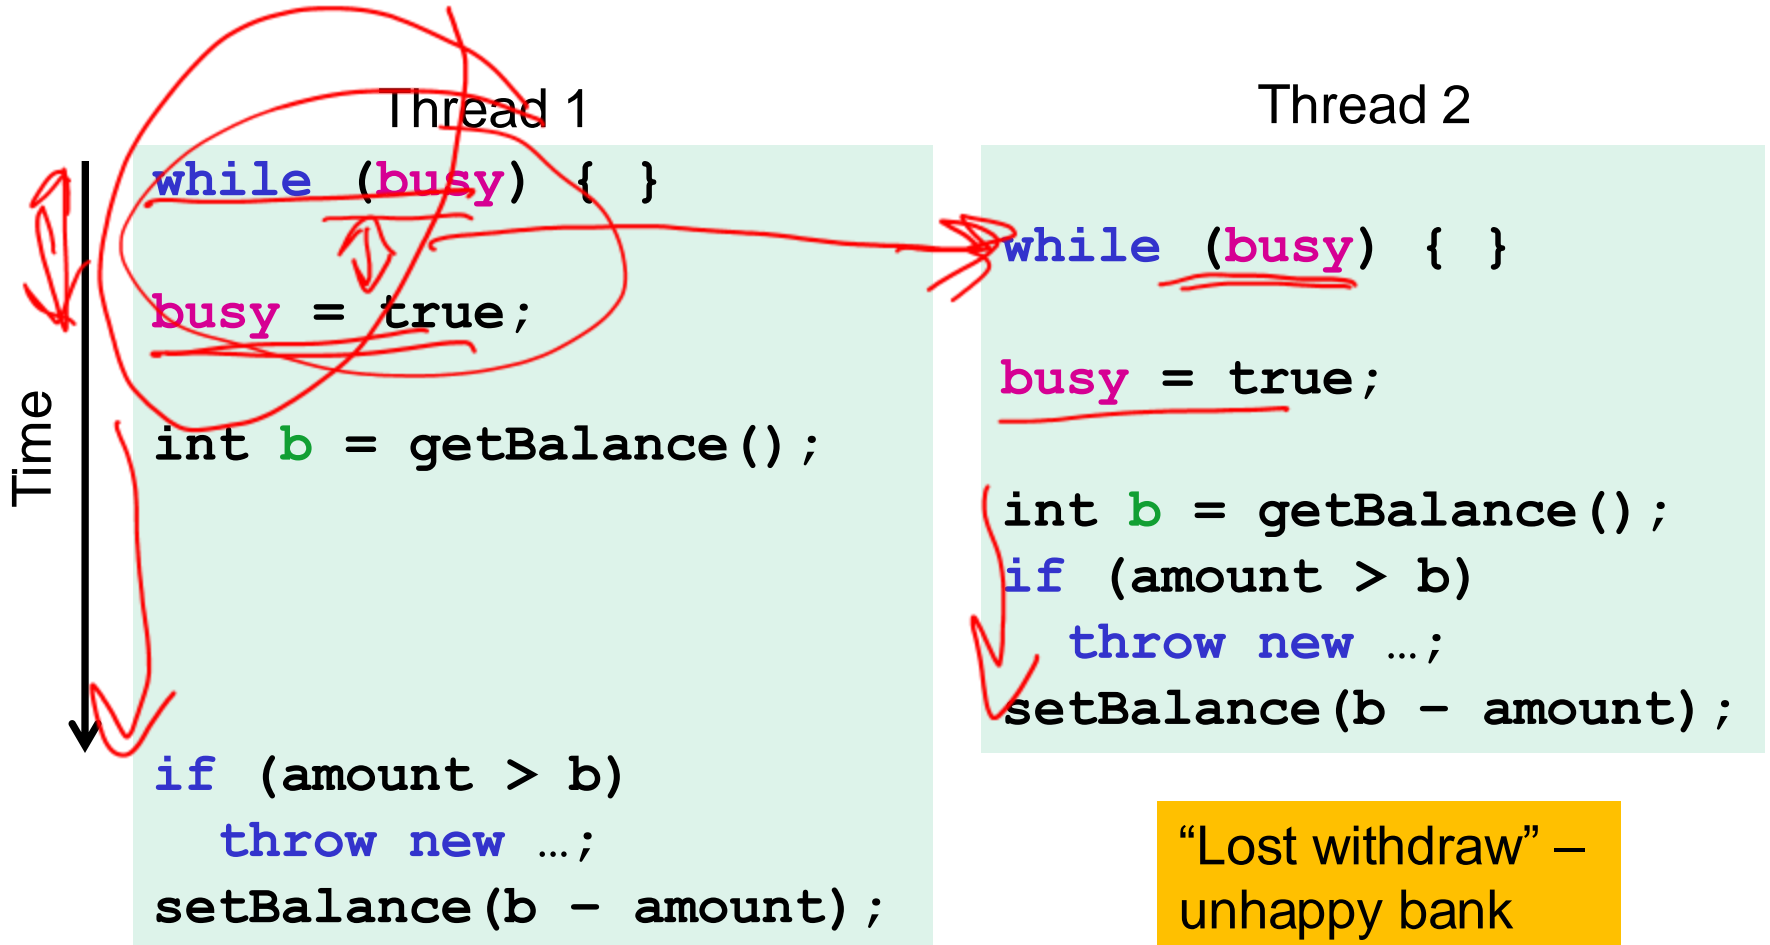 Thread 1
while (busy) { }
busy = true;
int b = getBalance();
if (amount > b)
throw new …;
setBalance(b – amount);
Thread 2
while (busy) { }
busy = true;
int b = getBalance();
if (amount > b)
throw new …;
setBalance(b – amount);
Time
“Lost withdraw” –
unhappy bank